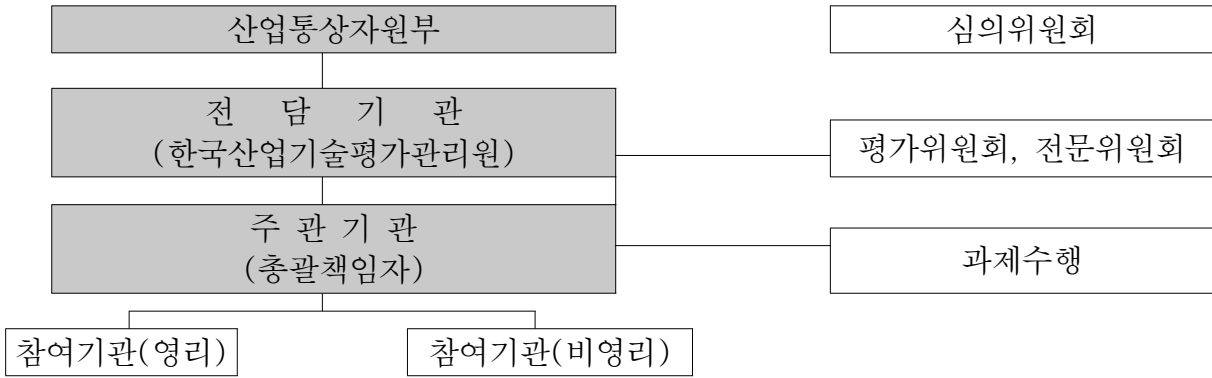 산업통상자원부
심의위원회
전 담 기 관
(한국산업기술평가관리원)
평가위원회, 전문위원회
주 관 기 관
(총괄책임자)
과제수행
참여기관(영리)
참여기관(비영리)